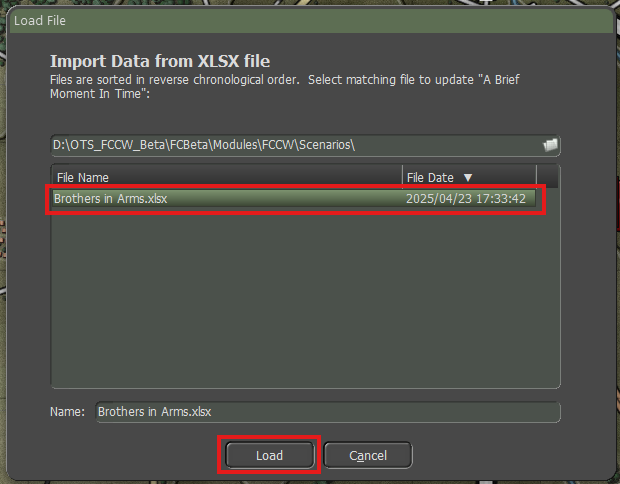 Load File
Import Data from XLSX file
Files are sorted in reverse chronological order.  Select matching file to update "A Brief
Moment In Time":
D:\OTS_FCCW_Beta\FCBeta\Modules\FCCW\Scenarios\
File Name File Date ▼
Brothers in Arms.xlsx 2025/04/23 17:33:42
Name: Brothers in Arms.xlsx
Load Cancel